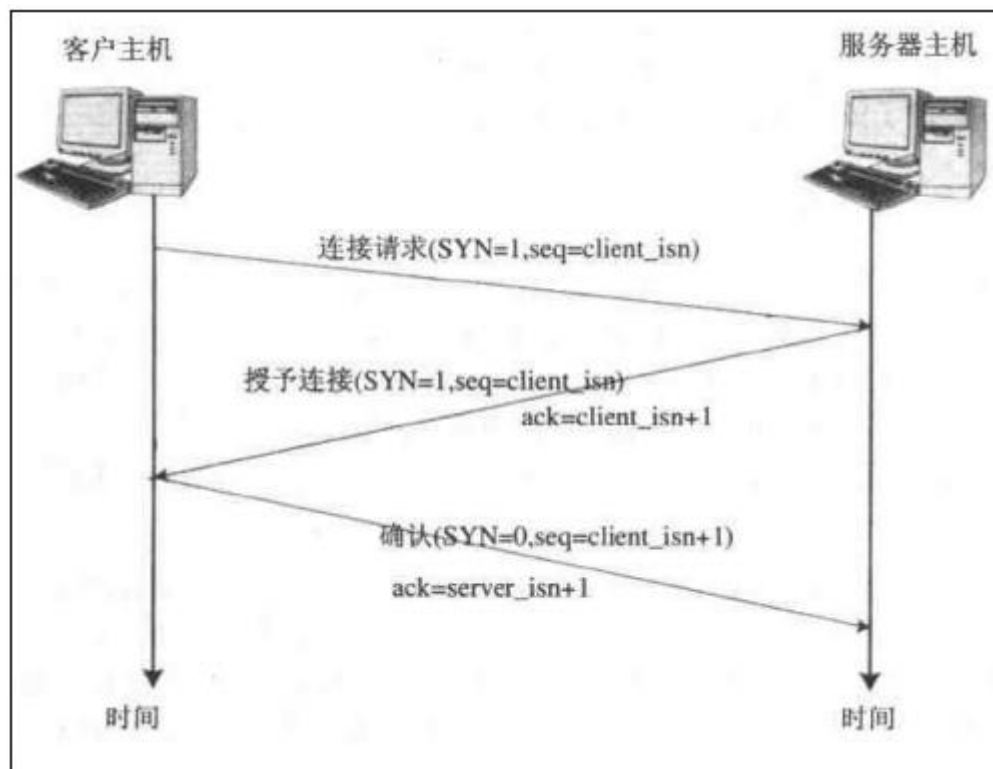 客户主机
服务器主机
连接请求(SYN=1,seq=client_isn)
授予连接(SYN=1,seq=client_isn)
ack=client_isn+1
确认(SYN=0,seq=client_isn+1)
ack=server_isn+1
时间
时间